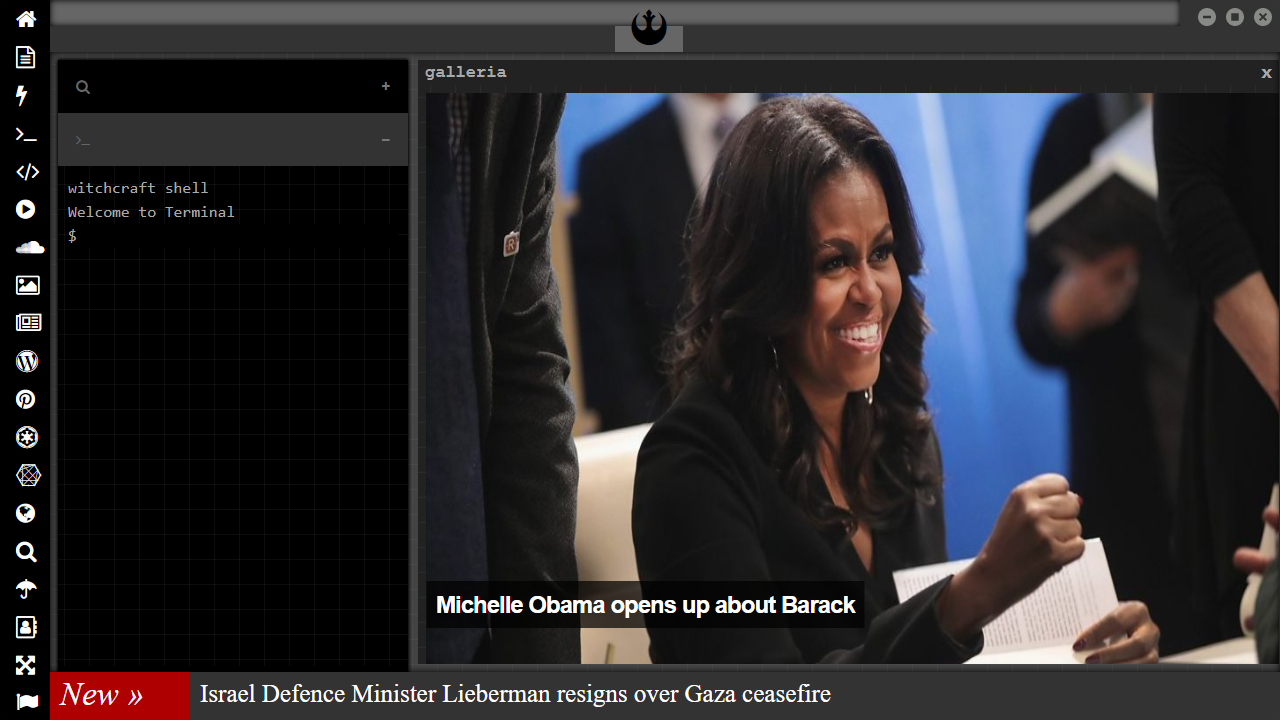 galleria
x
witchcraft shell
Welcome to Terminal
$
R
Michelle Obama opens up about Barack
New »
Israel Defence Minister Lieberman resigns over Gaza ceasefire